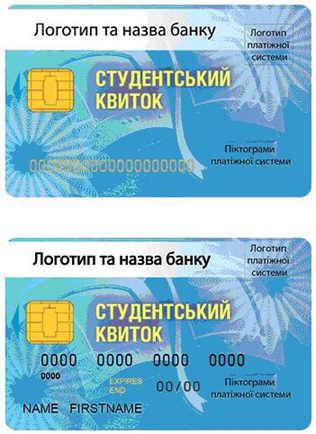 Логотип та назва банку
Логотип
платіжної
системи
СТУДЕНТСЬКИЙ
КВИТОК
Піктограми
платіжної системи
Логотип та назва банку
Логотип
платіжної
системи
СТУДЕНТСЬКИЙ
КВИТОК
0000 0000 0000 0000
0000
EXPIRES
END
00/00
Піктограми
платіжної системи
NAME FIRSTNAME